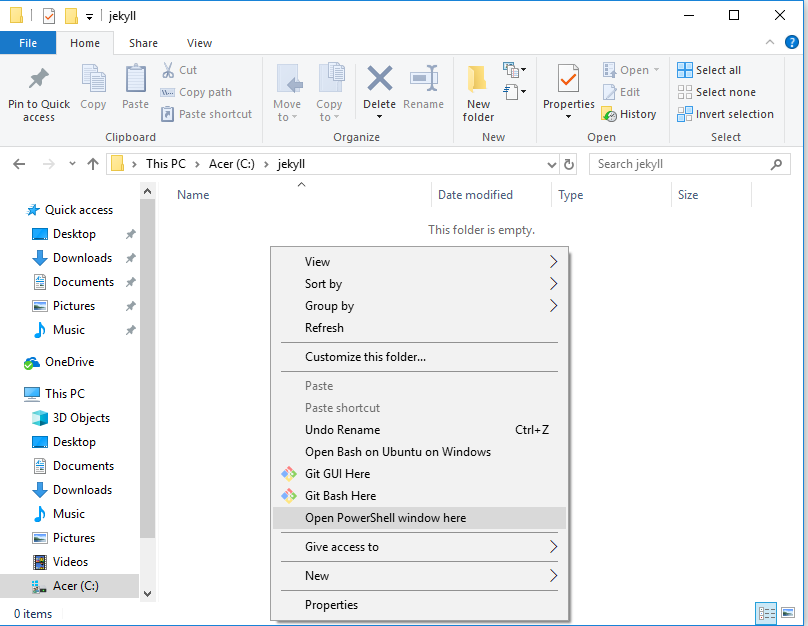 jekyll
File Home Share View
Pin to Quick access
Copy
Paste
Cut
Copy path
Paste shortcut
Clipboard
Move to
Copy to
Delete
Rename
Organize
New folder
New
Properties
Open
Edit
History
Open
Select all
Select none
Invert selection
Select
This PC > Acer (C:) > jekyll
Search jekyll
Name Date modified Type Size
This folder is empty.
Quick access
Desktop
Downloads
Documents
Pictures
Music
OneDrive
This PC
3D Objects
Desktop
Documents
Downloads
Music
Pictures
Videos
Acer (C:)
View
Sort by
Group by
Refresh
Customize this folder...
Paste
Paste shortcut
Undo Rename Ctrl+Z
Open Bash on Ubuntu on Windows
Git GUI Here
Git Bash Here
Open PowerShell window here
Give access to
New
Properties
0 items